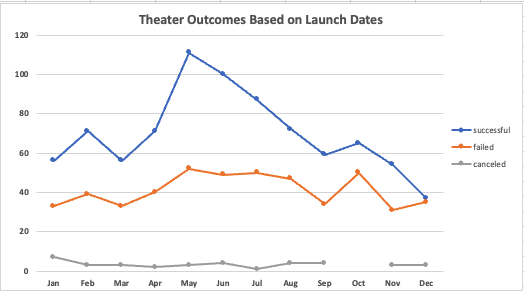 Theater Outcomes Based on Launch Dates
120
100
80
60
40
20
0
Jan Feb Mar Apr May Jun Jul Aug Sep Oct Nov Dec
successful
failed
canceled